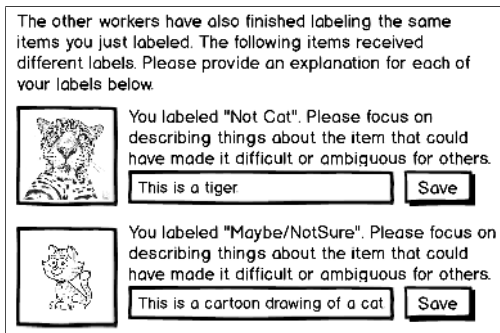 The other workers have also finished labeling the same
items you just labeled. The following items received
different labels. Please provide an explanation for each of
your labels below.
You labeled "Not Cat". Please focus on
describing things about the item that could
have made it difficult or ambiguous for others.
This is a tiger. Save
You labeled "Maybe/NotSure". Please focus on
describing things about the item that could
have made it difficult or ambiguous for others.
This is a cartoon drawing of a cat Save